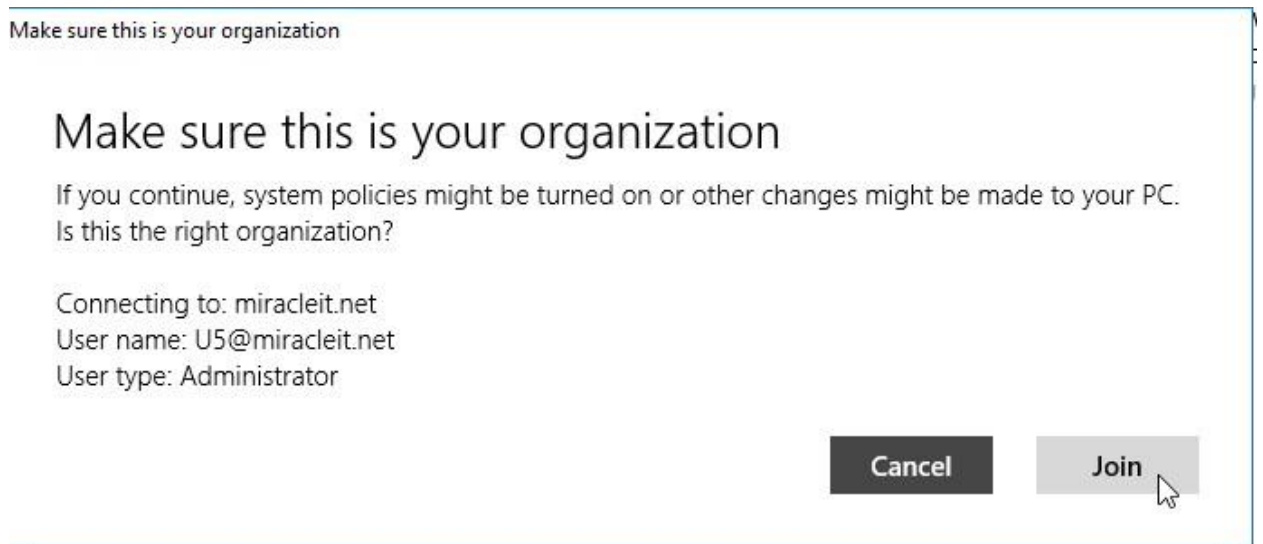 Make sure this is your organization
Make sure this is your organization
If you continue, system policies might be turned on or other changes might be made to your PC.
Is this the right organization?
Connecting to: miracleit.net
User name: U5@miracleit.net
User type: Administrator
Cancel
Join